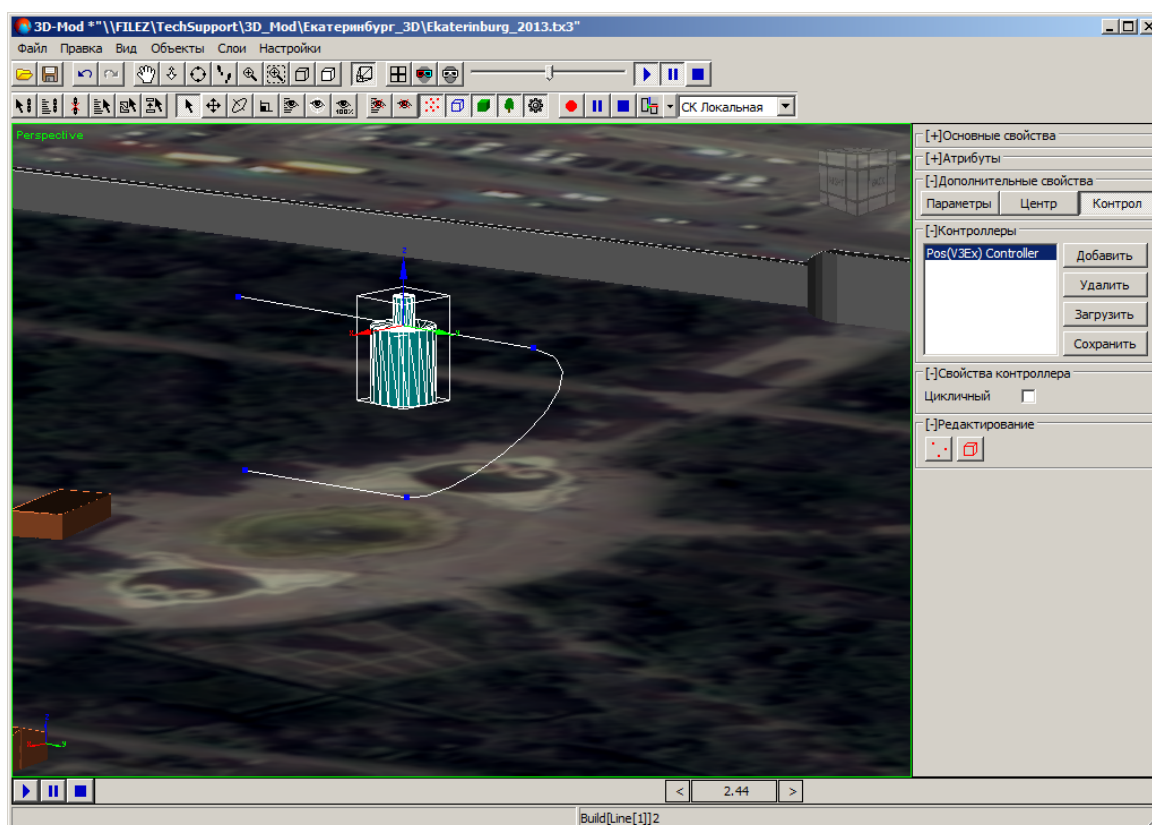 3D-Mod *"\\FILEZ\TechSupport\3D_Mod\Екатеринбург_3D\Ekaterinburg_2013.tx3"
Файл Правка Вид Объекты Слои Настройки
100%
СК Локальная
Perspective
[+]Основные свойства
[+]Атрибуты
[-]Дополнительные свойства
Параметры Центр Контрол
[-]Контроллеры
Pos(V3Ex) Controller
Добавить
Удалить
Загрузить
Сохранить
[-]Свойства контроллера
Цикличный
[-]Редактирование
z
x y
< 2.44 >
Build[Line[1]]2